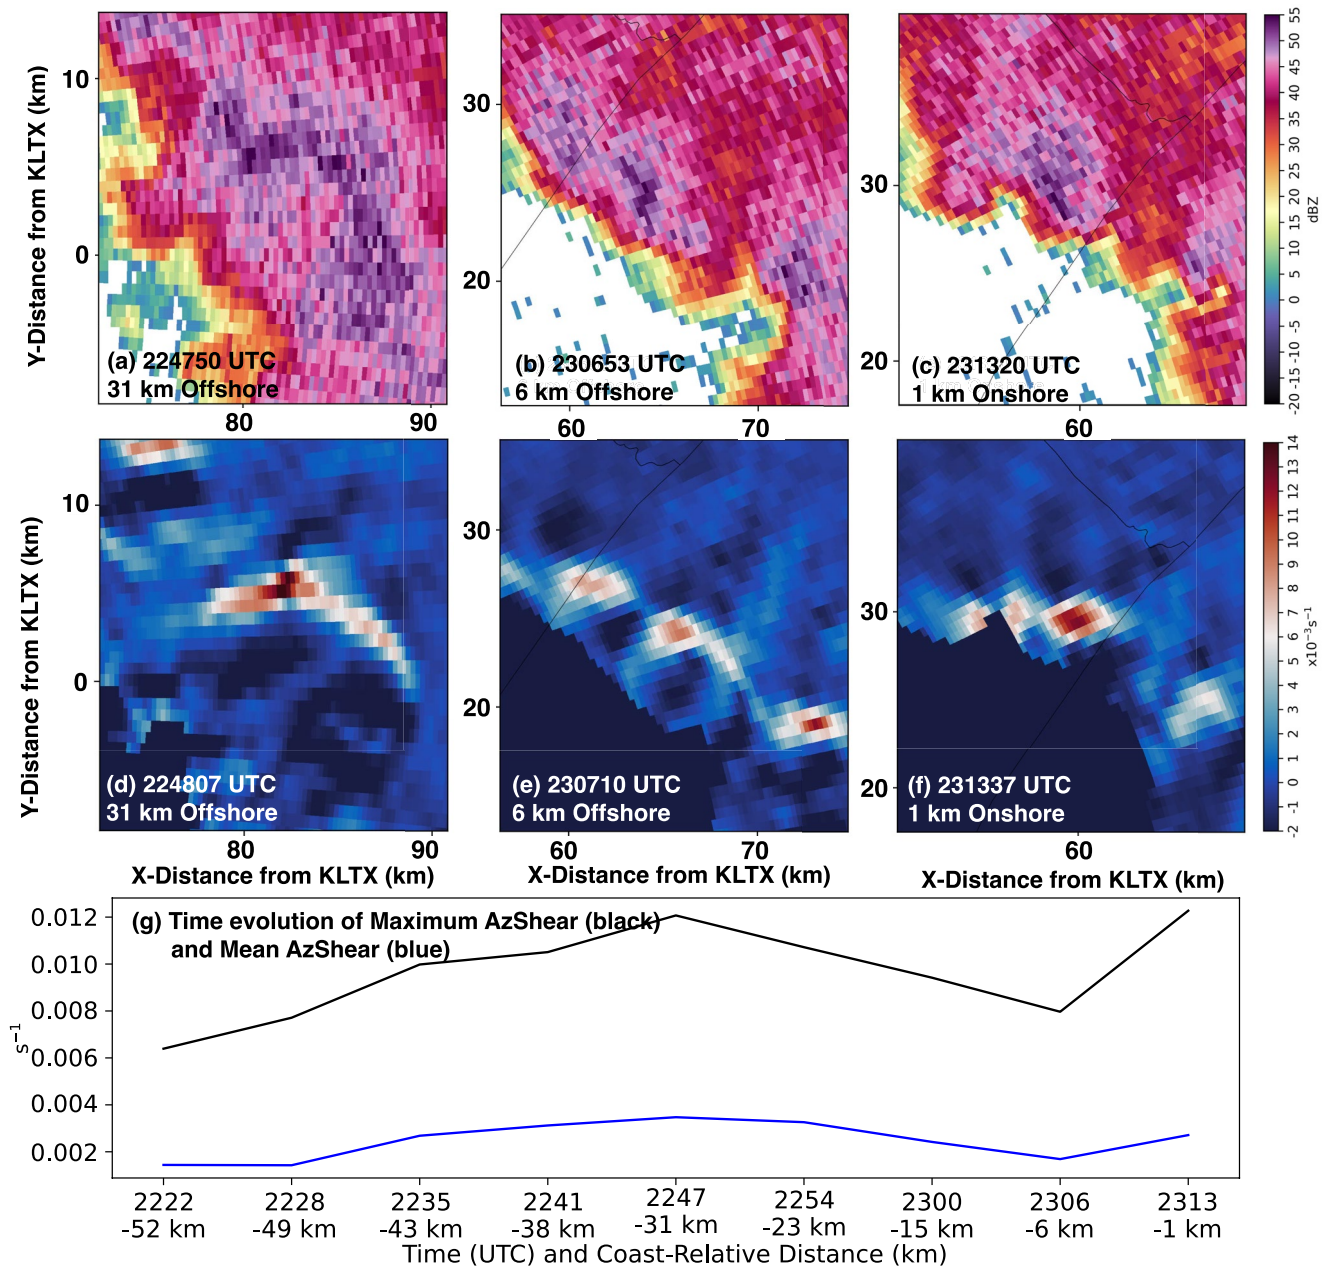 Y-Distance from KLTX (km)
10
0
(a) 224750 UTC
31 km Offshore
80
90
30
20
(b) 230653 UTC
6 km Offshore
60
70
30
20
(c) 231320 UTC
1 km Onshore
60
55
50
45
40
35
30
25
20
15
10
5
0
-5
-10
-15
-20
dBZ
Y-Distance from KLTX (km)
10
0
(d) 224807 UTC
31 km Offshore
80
90
X-Distance from KLTX (km)
30
20
(e) 230710 UTC
6 km Offshore
60
70
X-Distance from KLTX (km)
30
20
(f) 231337 UTC
1 km Onshore
60
X-Distance from KLTX (km)
14
13
12
11
10
9
8
7
6
5
4
3
2
1
0
-1
-2
x10⁻³s⁻¹
(g) Time evolution of Maximum AzShear (black)
and Mean AzShear (blue)
s⁻¹
0.012
0.010
0.008
0.006
0.004
0.002
2222 2228 2235 2241 2247 2254 2300 2306 2313
-52 km -49 km -43 km -38 km -31 km -23 km -15 km -6 km -1 km
Time (UTC) and Coast-Relative Distance (km)